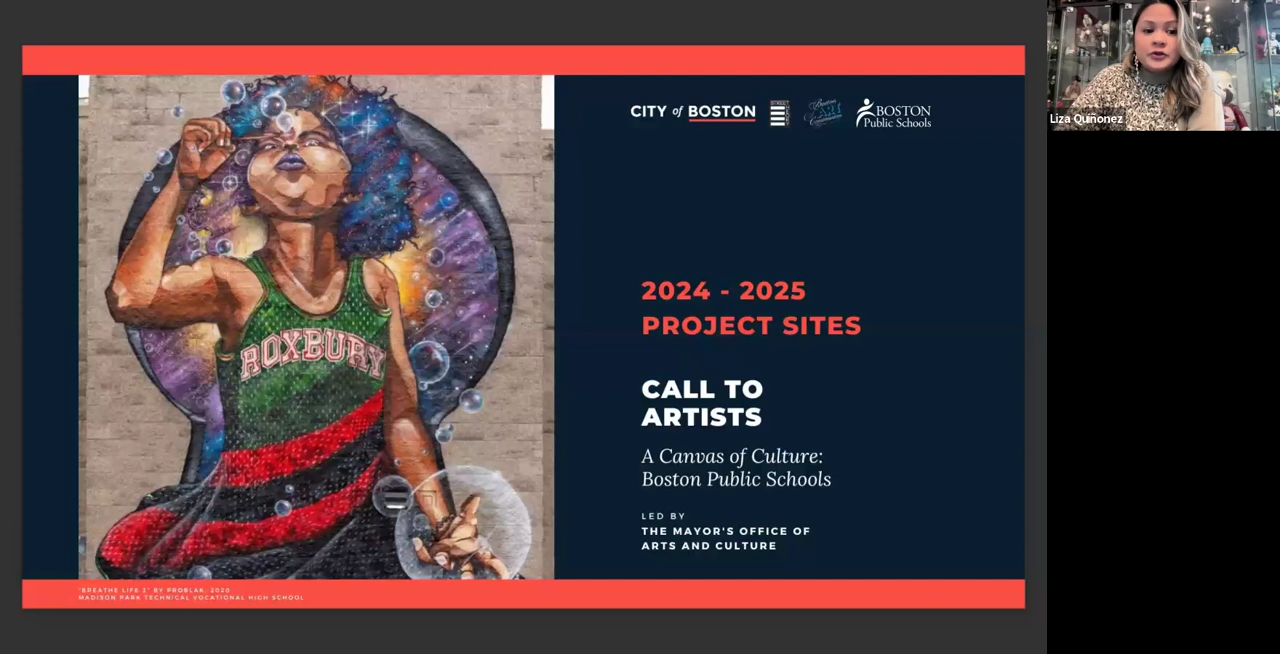 CITY of BOSTON
Boston
ART
BOSTON
Public Schools
Liza Quiñonez
ROXBURY
2024 - 2025
PROJECT SITES
CALL TO
ARTISTS
A Canvas of Culture:
Boston Public Schools
LED BY
THE MAYOR'S OFFICE OF
ARTS AND CULTURE
"BREATHE LIFE 3" BY PROBLAK, 2020
MADISON PARK TECHNICAL VOCATIONAL HIGH SCHOOL